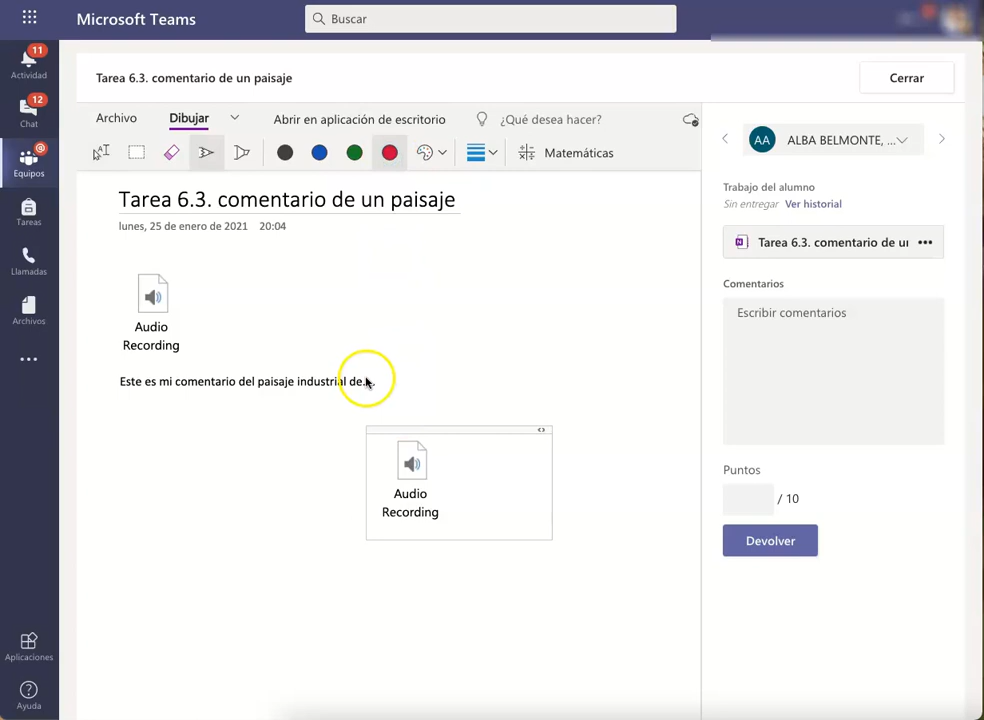 Microsoft Teams
Buscar
11
Actividad
12
Chat
@
Equipos
Tareas
Llamadas
Archivos
Aplicaciones
?
Ayuda
Tarea 6.3. comentario de un paisaje
Cerrar
Archivo
Dibujar
Abrir en aplicación de escritorio
¿Qué desea hacer?
Matemáticas
Tarea 6.3. comentario de un paisaje
lunes, 25 de enero de 2021 20:04
Audio
Recording
Este es mi comentario del paisaje industrial de...
Audio
Recording
AA
ALBA BELMONTE, ...
Trabajo del alumno
Sin entregar Ver historial
N
Tarea 6.3. comentario de ur
Comentarios
Escribir comentarios
Puntos
/ 10
Devolver